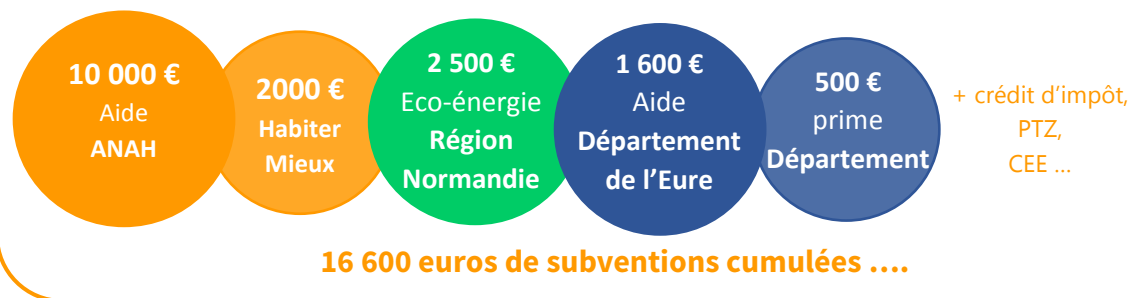 10 000 €
Aide
ANAH
2000 €
Habiter
Mieux
2 500 €
Eco-énergie
Région
Normandie
1 600 €
Aide
Département
de l’Eure
500 €
prime
Département
+ crédit d’impôt,
PTZ,
CEE ...
16 600 euros de subventions cumulées ....